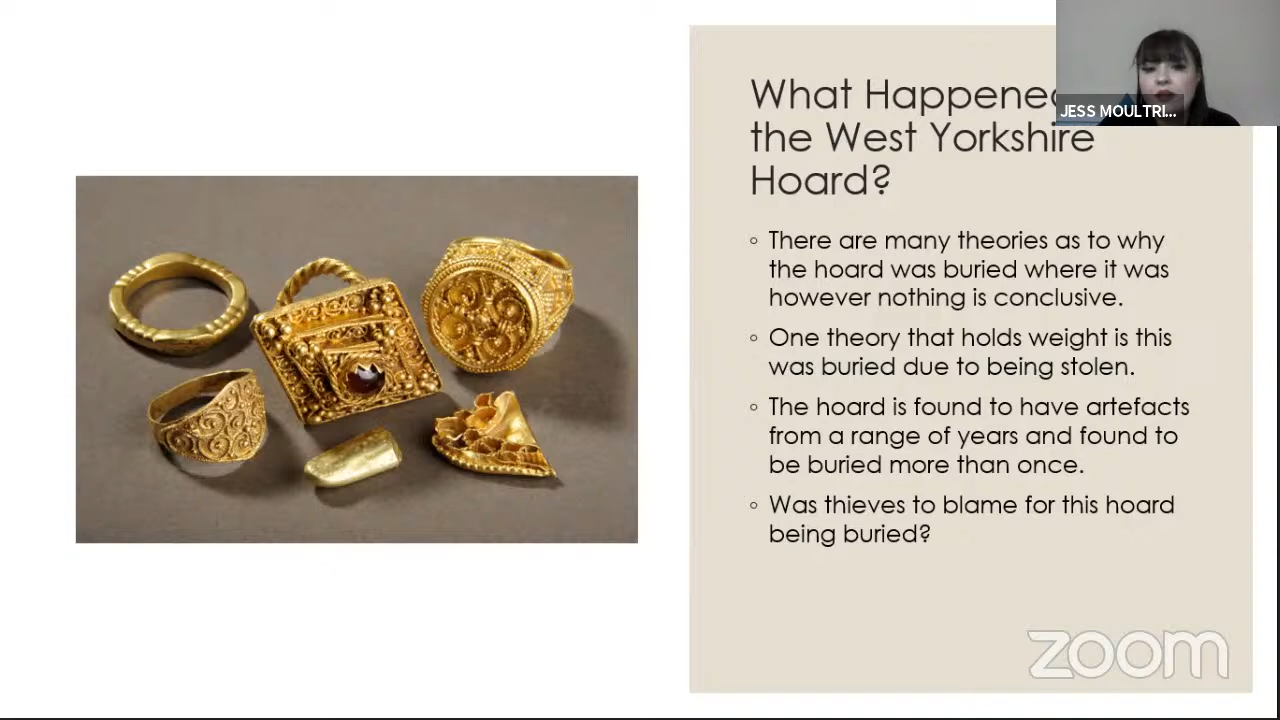 What Happened
the West Yorkshire
Hoard?
JESS MOULTRI...
◦ There are many theories as to why
the hoard was buried where it was
however nothing is conclusive.
◦ One theory that holds weight is this
was buried due to being stolen.
◦ The hoard is found to have artefacts
from a range of years and found to
be buried more than once.
◦ Was thieves to blame for this hoard
being buried?
zoom